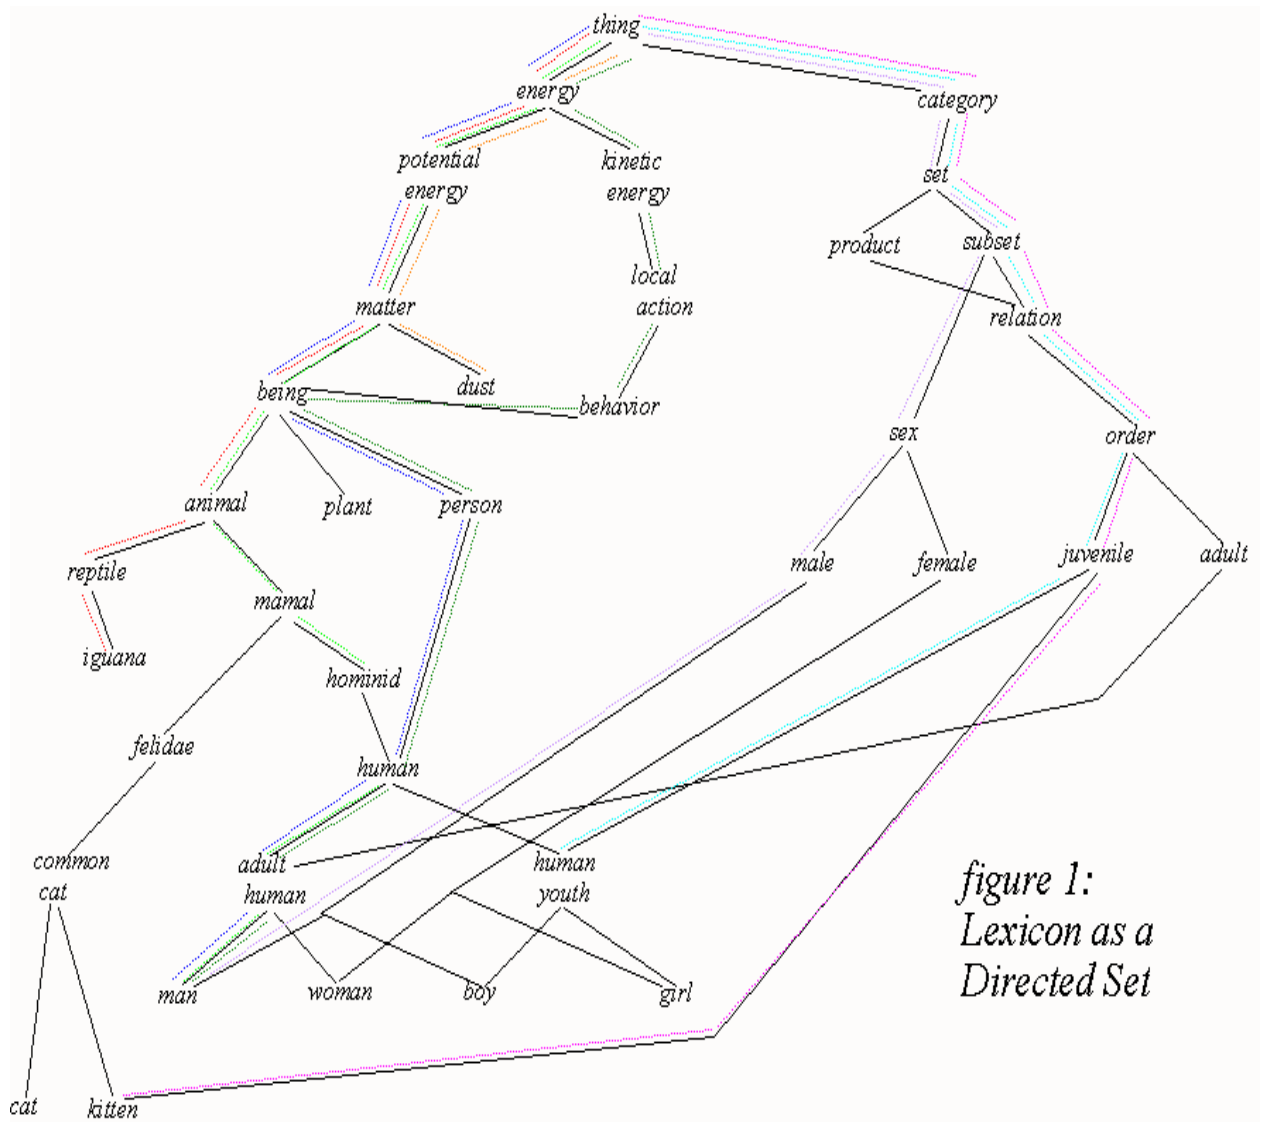 thing
energy
category
potential
energy
kinetic
energy
set
product
subset
local
action
matter
relation
being
dust
behavior
sex
order
animal
plant
person
reptile
male
female
juvenile
adult
mamal
iguana
hominid
felidae
human
common
cat
adult
human
human
youth
figure 1:
Lexicon as a
Directed Set
man
woman
boy
girl
cat
kitten